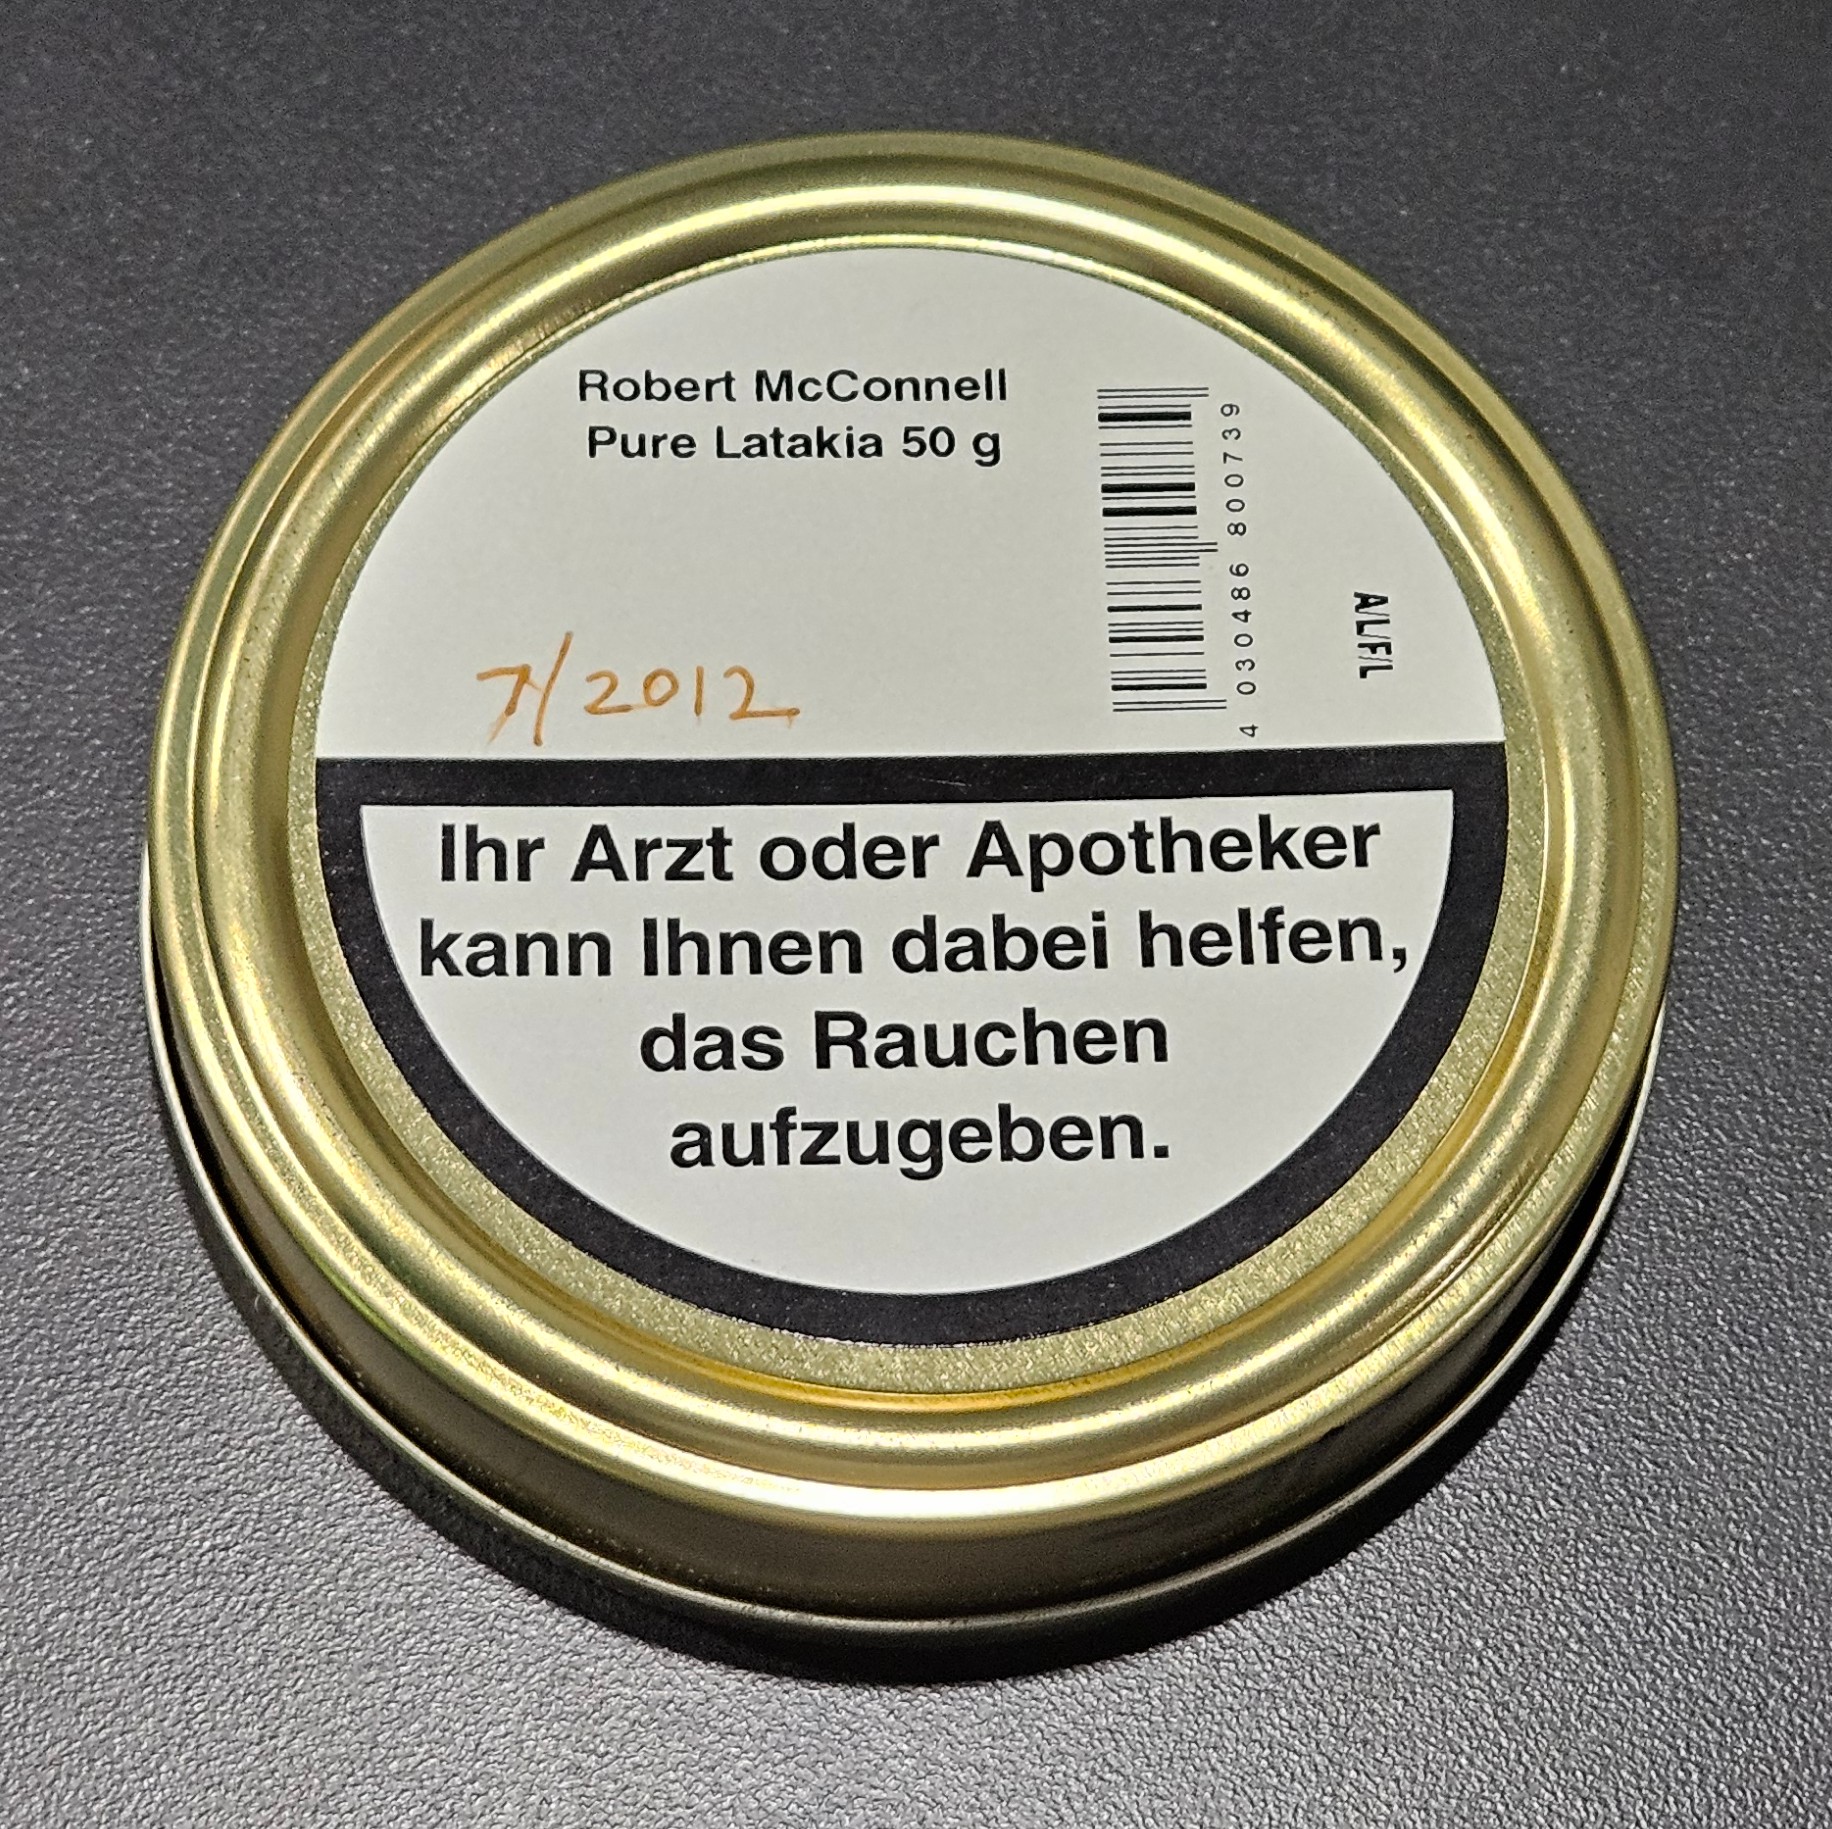 Robert McConnell
Pure Latakia 50 g
4 030486 800739
A/L/F/L
7/2012
Ihr Arzt oder Apotheker
kann Ihnen dabei helfen,
das Rauchen
aufzugeben.